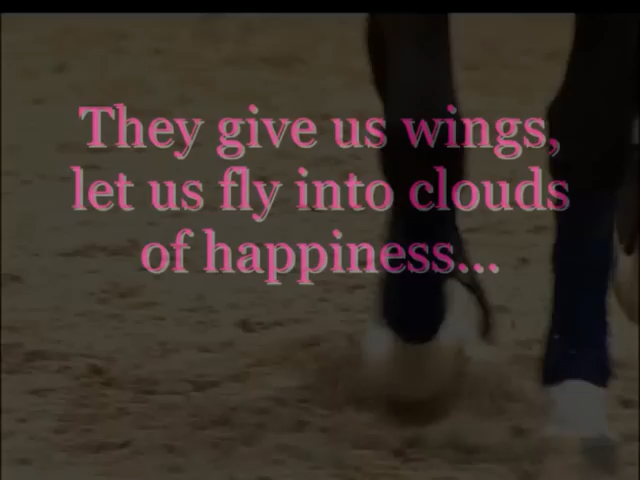 They give us wings,
let us fly into clouds
of happiness...